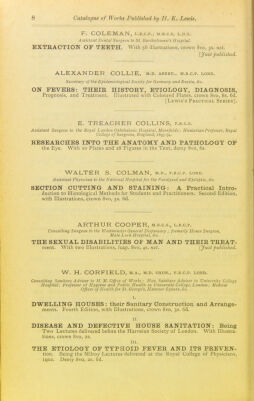 8 Catalogue of Works Published by H. K. Lewis.
F. COLEMAN, L.R.C.P., M.R.C.S., L.D.S.
Assistant Dental Surgeon to St. Bartholomew's Hospital.
EXTRACTION OF TEETH. With 56 illustrations, crown 8vo, 3s. net.
[Just published.
ALEXANDER COLLIE, M.D. ABERD., M.R.C.P. LOND.
Secretary of the Epidemiological Society for Germany and Russia, &c.
ON FEVERS: THEIR HISTORY, ETIOLOGY, DIAGNOSIS,
Prognosis, and Treatment. Illustrated with Coloured Plates, crown 8vo, 8s. 6d.
[LEWIS'S PRACTICAL SERIES].
E. TREACHER COLLINS, F.R.C.S.
Assistant Surgeon to the Royal London Ophthalmic Hospital, Moorfields; Hunterian Professor, Royal
College of Surgeons, England,
RESEARCHES INTO THE ANATOMY AND PATHOLOGY OF
the Eye. With 10 Plates and 28 Figures in the Text, demy 8vo, 6s.
WALTER S. COLMAN, M.D., F.R.C.P. LOND.
Assistant Physician to the National Hospital for the Paralysed and Epileptic, &c.
SECTION CUTTING AND STAINING: A Practical Intro-
duction to Histological Methods for Students and Practitioners. Second Edition,
with Illustrations, crown 8vo, 3s. 6d.
ARTHUR COOPER, M.R.C.S., L.R.C.P.
Consulting Surgeon to the Westminster General Dispensary; formerly House Surgeon,
Male Lock Hospital, &c.
THE SEXUAL DISABILITIES OF MAN AND THEIR TREAT-
ment. With two Illustrations, fcap. 8vo, 4s. net.
[Just published.
W. H. CORFIELD, M.A., M.D. OXON., F.R.C.P. LOND.
Consulting Sanitary Adviser to H. M. Office of Works; Hon. Sanitary Adviser to University College
Hospital; Professor of Hygiene and Public Health in University College, London; Medical
Officer of Health for St. George's, Hanover Square, &c.
I.
DWELLING HOUSES: their Sanitary Construction and Arrange-
ments. Fourth Edition, with Illustrations, crown 8vo, 3s. 6d.
II.
DISEASE AND DEFECTIVE HOUSE SANITATION: Being
Two Lectures delivered before the Harveian Society of London. With Illustra-
tions, crown 8vo, 2s.
III.
THE ETIOLOGY OF TYPHOID FEVER AND ITS PREVEN-
tion. Being the Milroy Lectures delivered at the Royal College of Physicians,
1902. Demy 8vo, 2s. 6d.